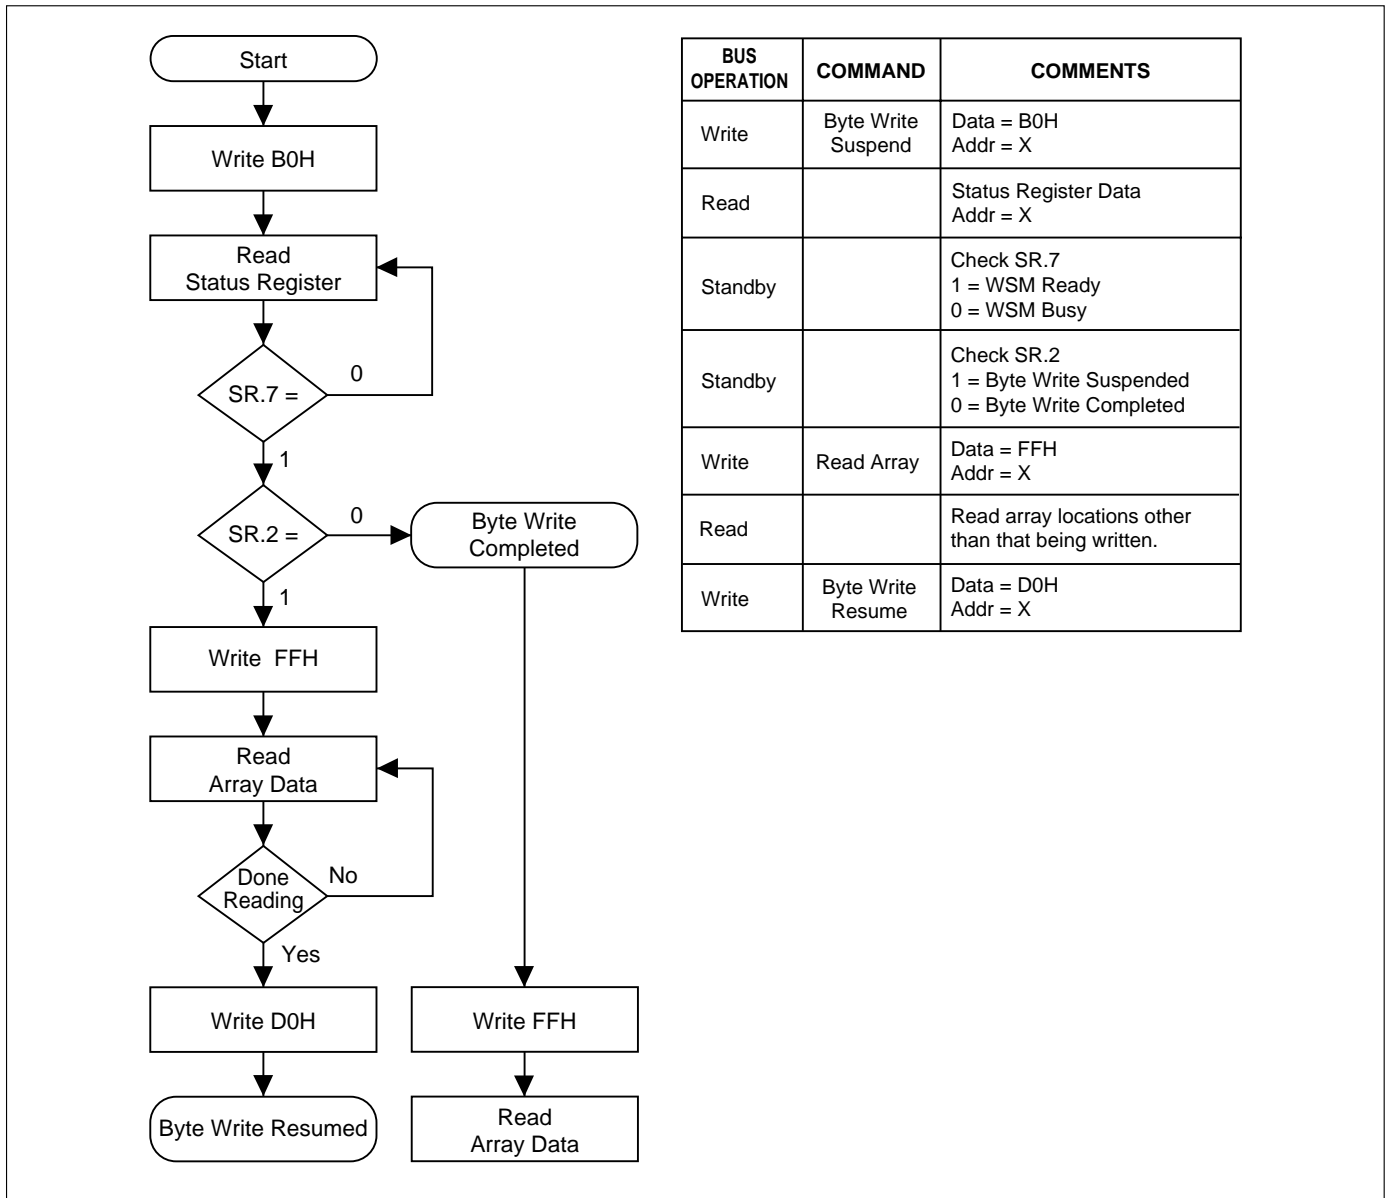 Start
Write B0H
Read
Status Register
SR.7 =
0
1
SR.2 =
0
Byte Write
Completed
1
Write  FFH
Read
Array Data
Done
Reading
No
Yes
Write D0H
Write FFH
Byte Write Resumed
Read
Array Data
BUS
OPERATION
COMMAND
COMMENTS
Write
Byte Write
Suspend
Data = B0H
Addr = X
Read
Status Register Data
Addr = X
Standby
Check SR.7
1 = WSM Ready
0 = WSM Busy
Standby
Check SR.2
1 = Byte Write Suspended
0 = Byte Write Completed
Write
Read Array
Data = FFH
Addr = X
Read
Read array locations other
than that being written.
Write
Byte Write
Resume
Data = D0H
Addr = X